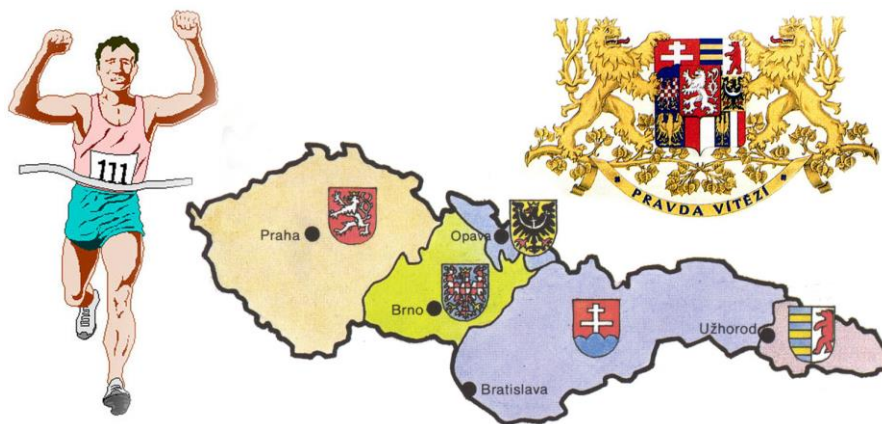 111
PRAVDA VÍTĚZÍ
Praha
Opava
Brno
Užhorod
Bratislava